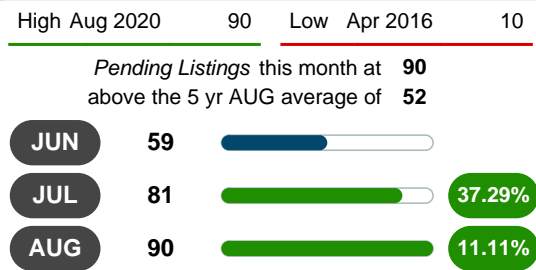 High Aug 2020 90 Low Apr 2016 10
Pending Listings this month at 90
above the 5 yr AUG average of 52
JUN 59
JUL 81 37.29%
AUG 90 11.11%